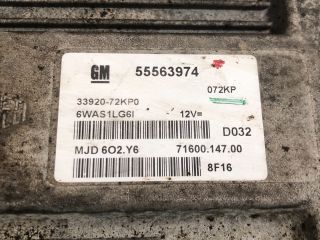 GM 55563974
072KP
33920-72KP0
6WAS1LG6I 12V=
D032
MJD 6O2.Y6 71600.147.00
8F16